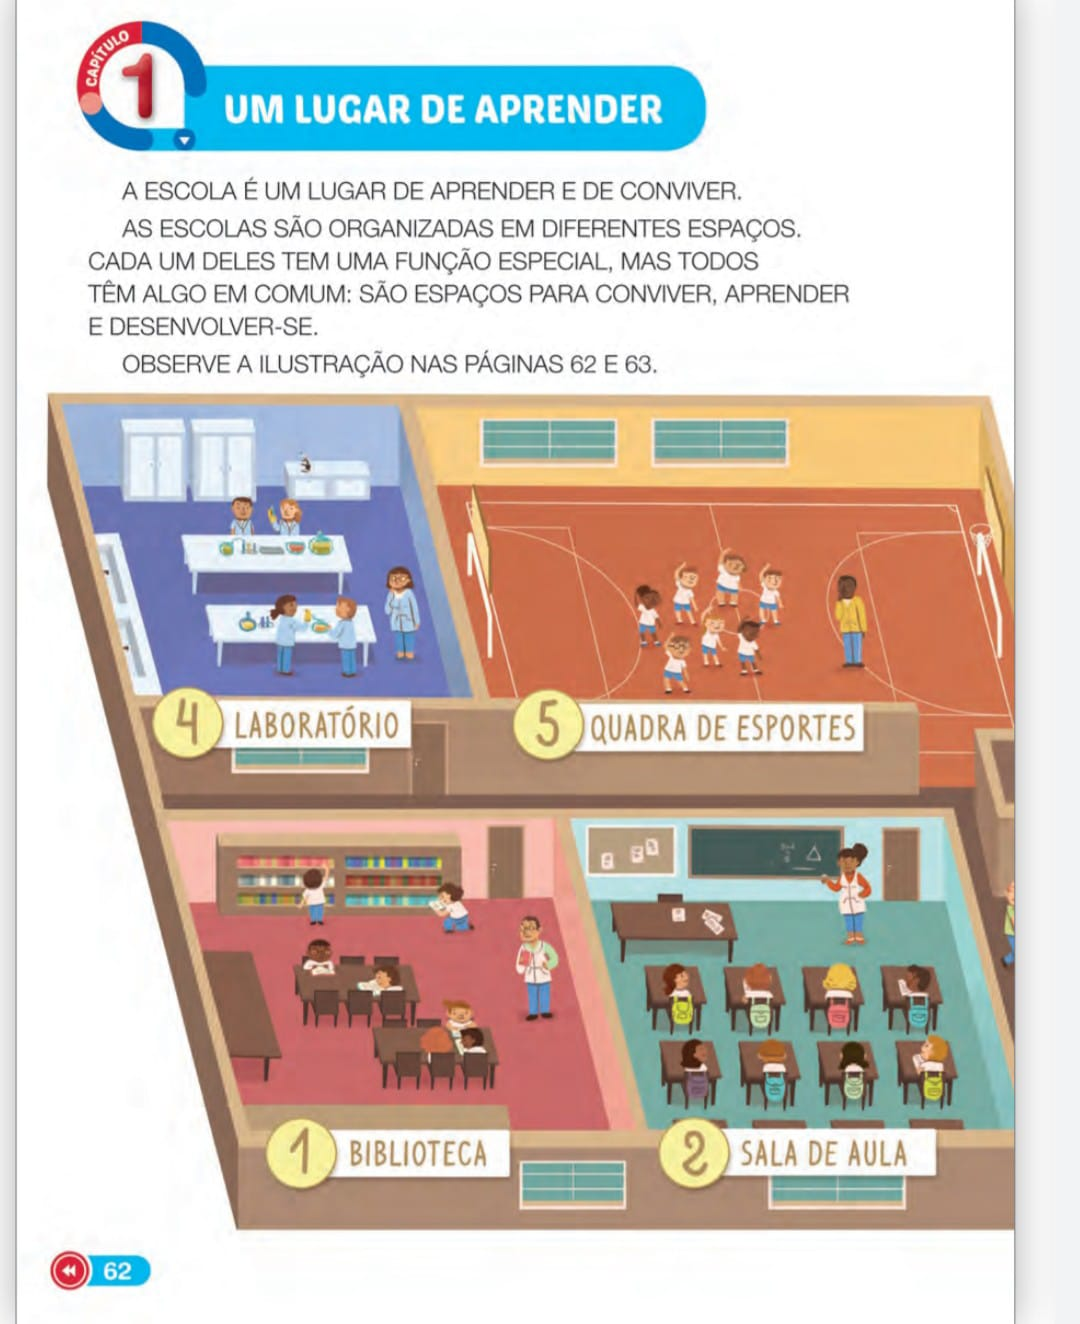 CAPÍTULO
1
UM LUGAR DE APRENDER
A ESCOLA É UM LUGAR DE APRENDER E DE CONVIVER.
AS ESCOLAS SÃO ORGANIZADAS EM DIFERENTES ESPAÇOS.
CADA UM DELES TEM UMA FUNÇÃO ESPECIAL, MAS TODOS
TÊM ALGO EM COMUM: SÃO ESPAÇOS PARA CONVIVER, APRENDER
E DESENVOLVER-SE.
OBSERVE A ILUSTRAÇÃO NAS PÁGINAS 62 E 63.
4 LABORATÓRIO
5 QUADRA DE ESPORTES
1 BIBLIOTECA
2 SALA DE AULA
62